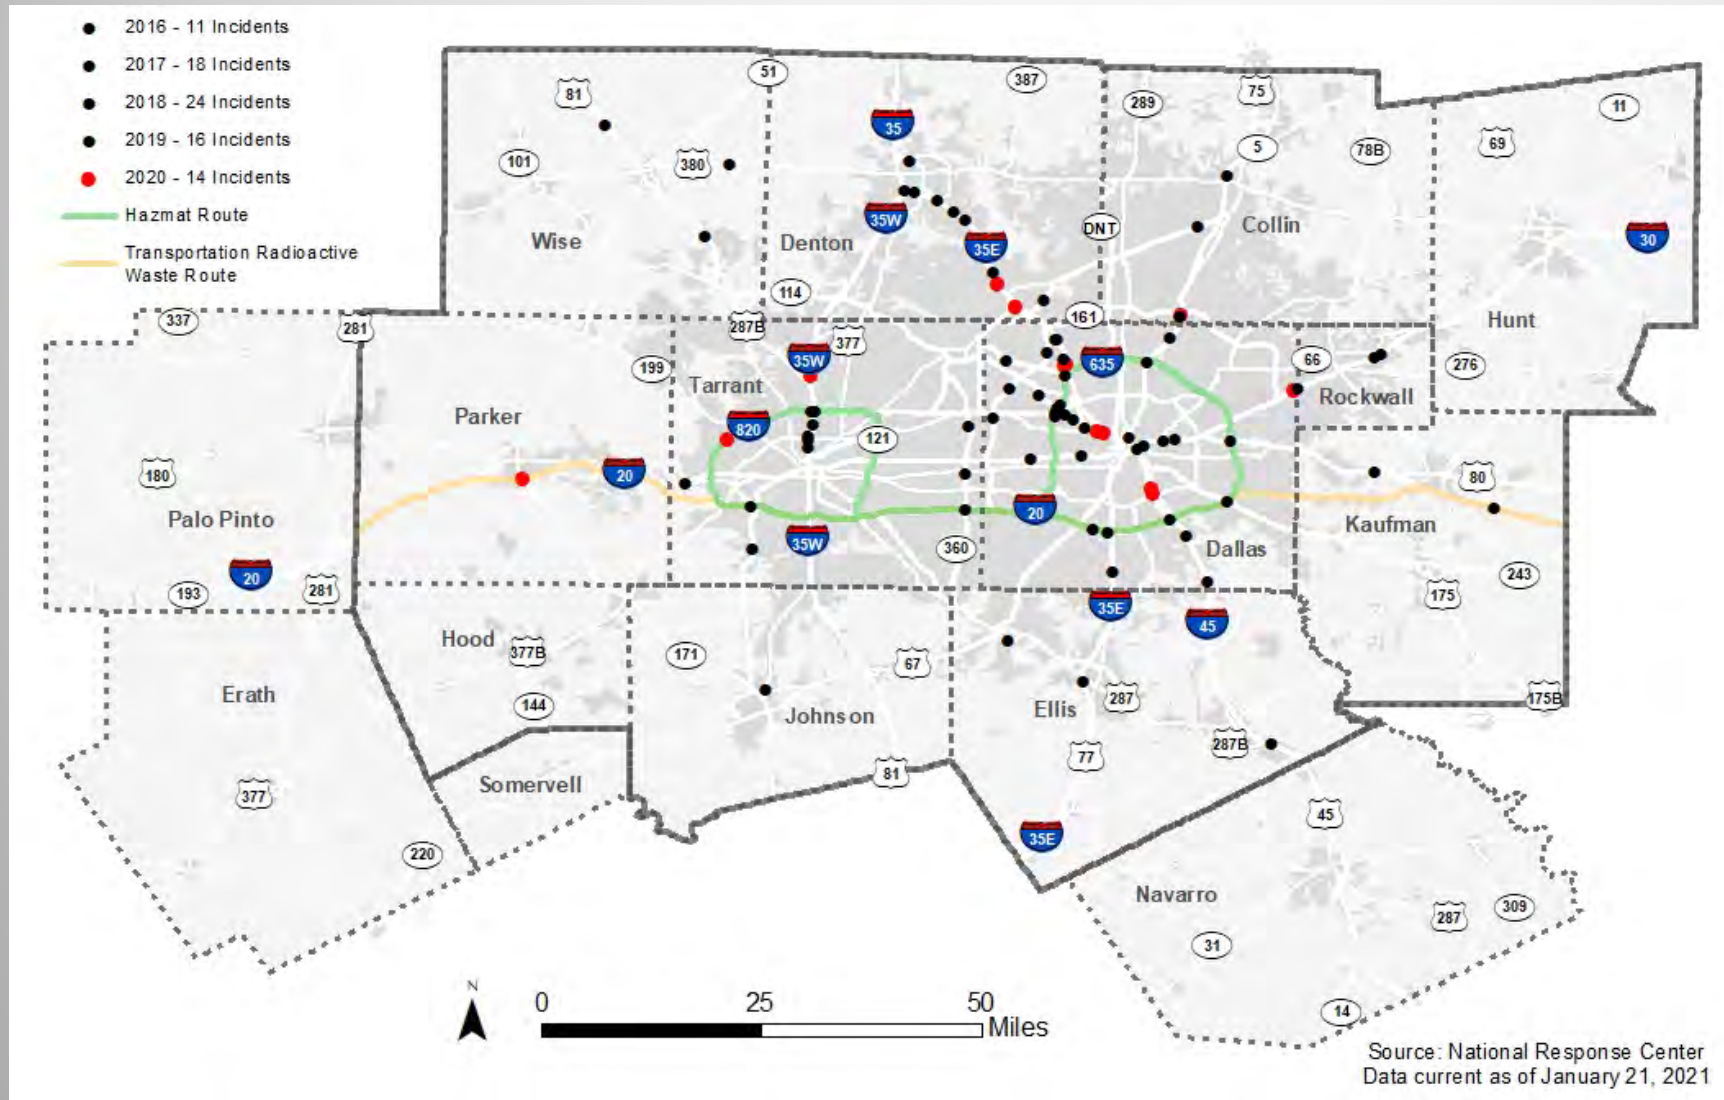 2016 - 11 Incidents
2017 - 18 Incidents
2018 - 24 Incidents
2019 - 16 Incidents
2020 - 14 Incidents
Hazmat Route
Transportation Radioactive
Waste Route
51
387
81
75
289
11
35
69
5
78B
101
380
35W
DNT
Collin
30
Wise
Denton
35E
114
161
337
281
287B
377
Hunt
35W
635
66
276
199
Tarrant
Rockwall
Parker
820
121
180
20
80
Palo Pinto
20
Kaufman
35W
360
Dallas
20
193
281
243
175
35E
45
Hood
377B
171
67
Erath
144
Johnson
Ellis
287
175B
287B
77
81
Somervell
377
45
35E
220
Navarro
287
309
31
14
N
0
25
50
Miles
Source: National Response Center
Data current as of January 21, 2021